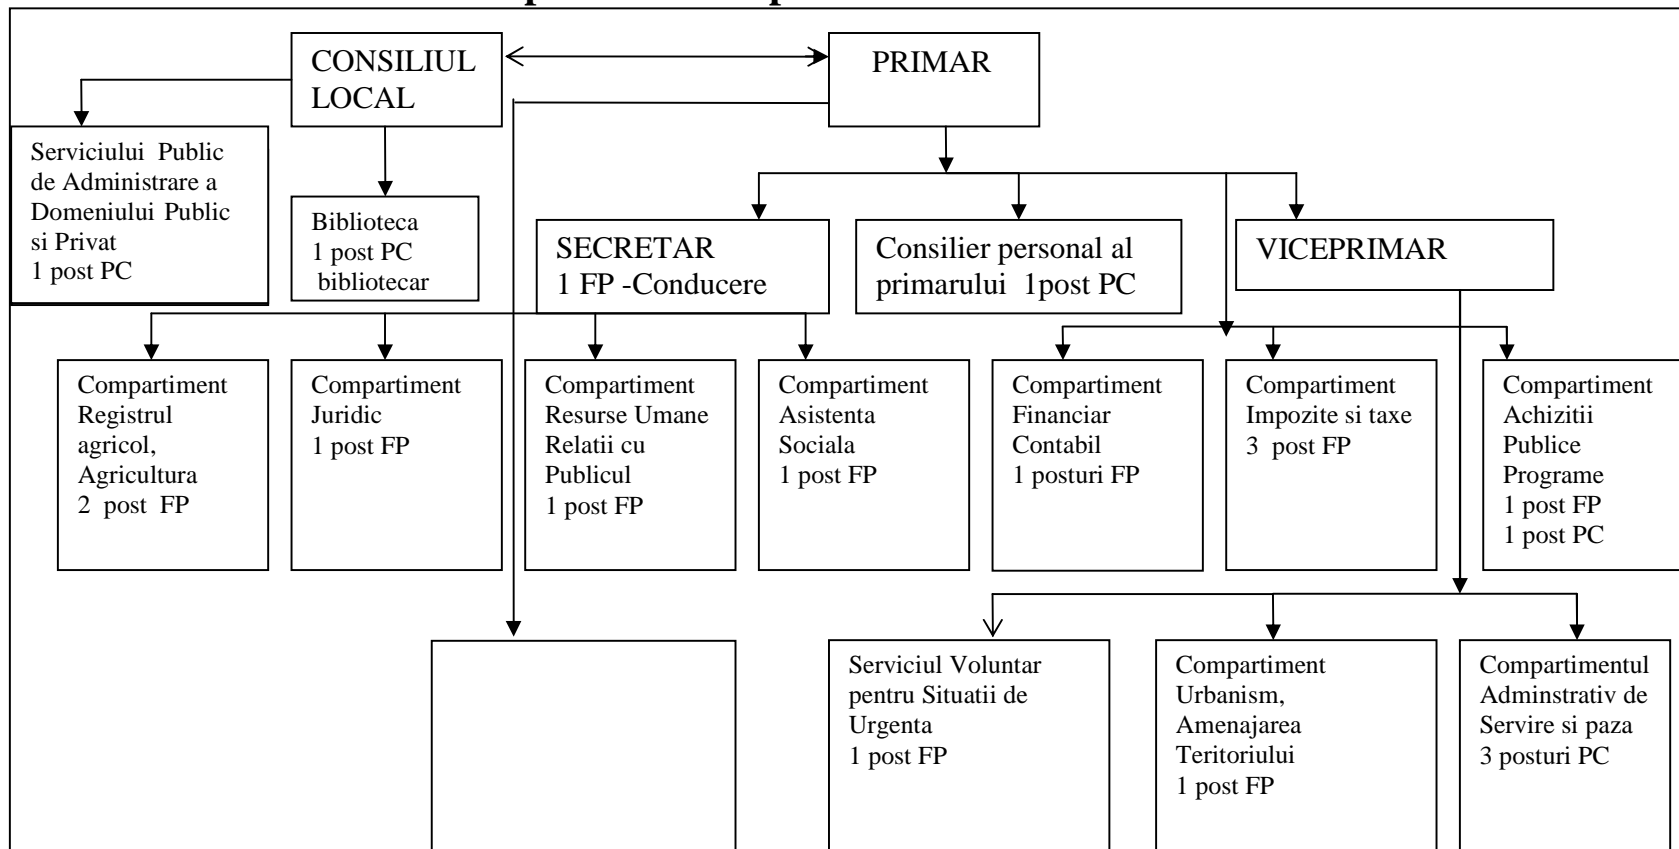 CONSILIUL
LOCAL
PRIMAR
Serviciului Public
de Administrare a
Domeniului Public
si Privat
1 post PC
Biblioteca
1 post PC
bibliotecar
SECRETAR
1 FP -Conducere
Consilier personal al
primarului 1post PC
VICEPRIMAR
Compartiment
Registrul
agricol,
Agricultura
2 post FP
Compartiment
Juridic
1 post FP
Compartiment
Resurse Umane
Relatii cu
Publicul
1 post FP
Compartiment
Asistenta
Sociala
1 post FP
Compartiment
Financiar
Contabil
1 posturi FP
Compartiment
Impozite si taxe
3 post FP
Compartiment
Achizitii
Publice
Programe
1 post FP
1 post PC
Serviciul Voluntar
pentru Situatii de
Urgenta
1 post FP
Compartiment
Urbanism,
Amenajarea
Teritoriului
1 post FP
Compartimentul
Adminstrativ de
Servire si paza
3 posturi PC